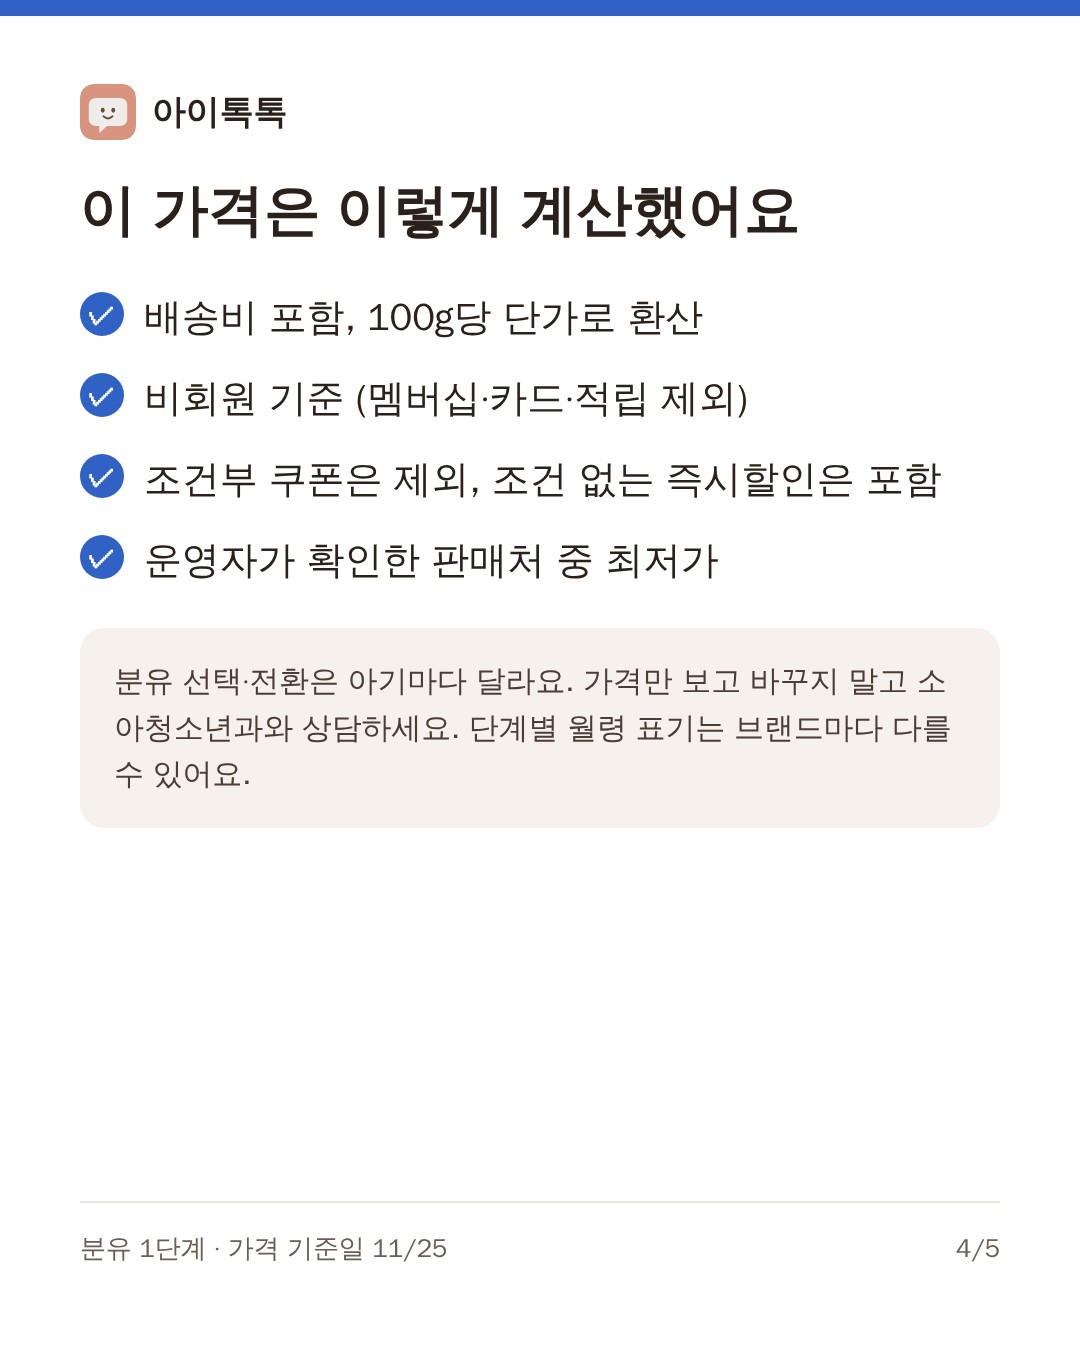 아이톡톡
이 가격은 이렇게 계산했어요
배송비 포함, 100g당 단가로 환산
비회원 기준 (멤버십·카드·적립 제외)
조건부 쿠폰은 제외, 조건 없는 즉시할인은 포함
운영자가 확인한 판매처 중 최저가
분유 선택·전환은 아기마다 달라요. 가격만 보고 바꾸지 말고 소
아청소년과와 상담하세요. 단계별 월령 표기는 브랜드마다 다를
수 있어요.
분유 1단계 · 가격 기준일 11/25
4/5